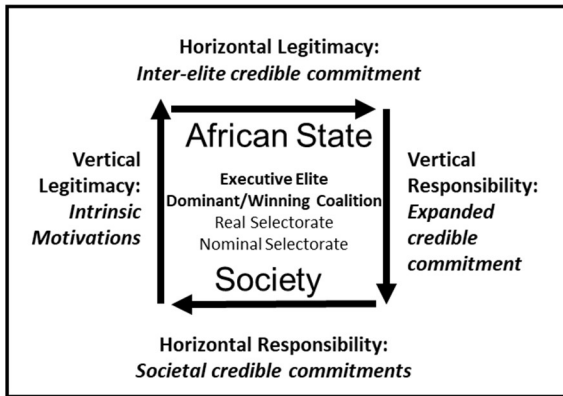 Horizontal Legitimacy:
Inter-elite credible commitment
African State
Vertical
Legitimacy:
Intrinsic
Motivations
Executive Elite
Dominant/Winning Coalition
Real Selectorate
Nominal Selectorate
Vertical
Responsibility:
Expanded
credible
commitment
Society
Horizontal Responsibility:
Societal credible commitments